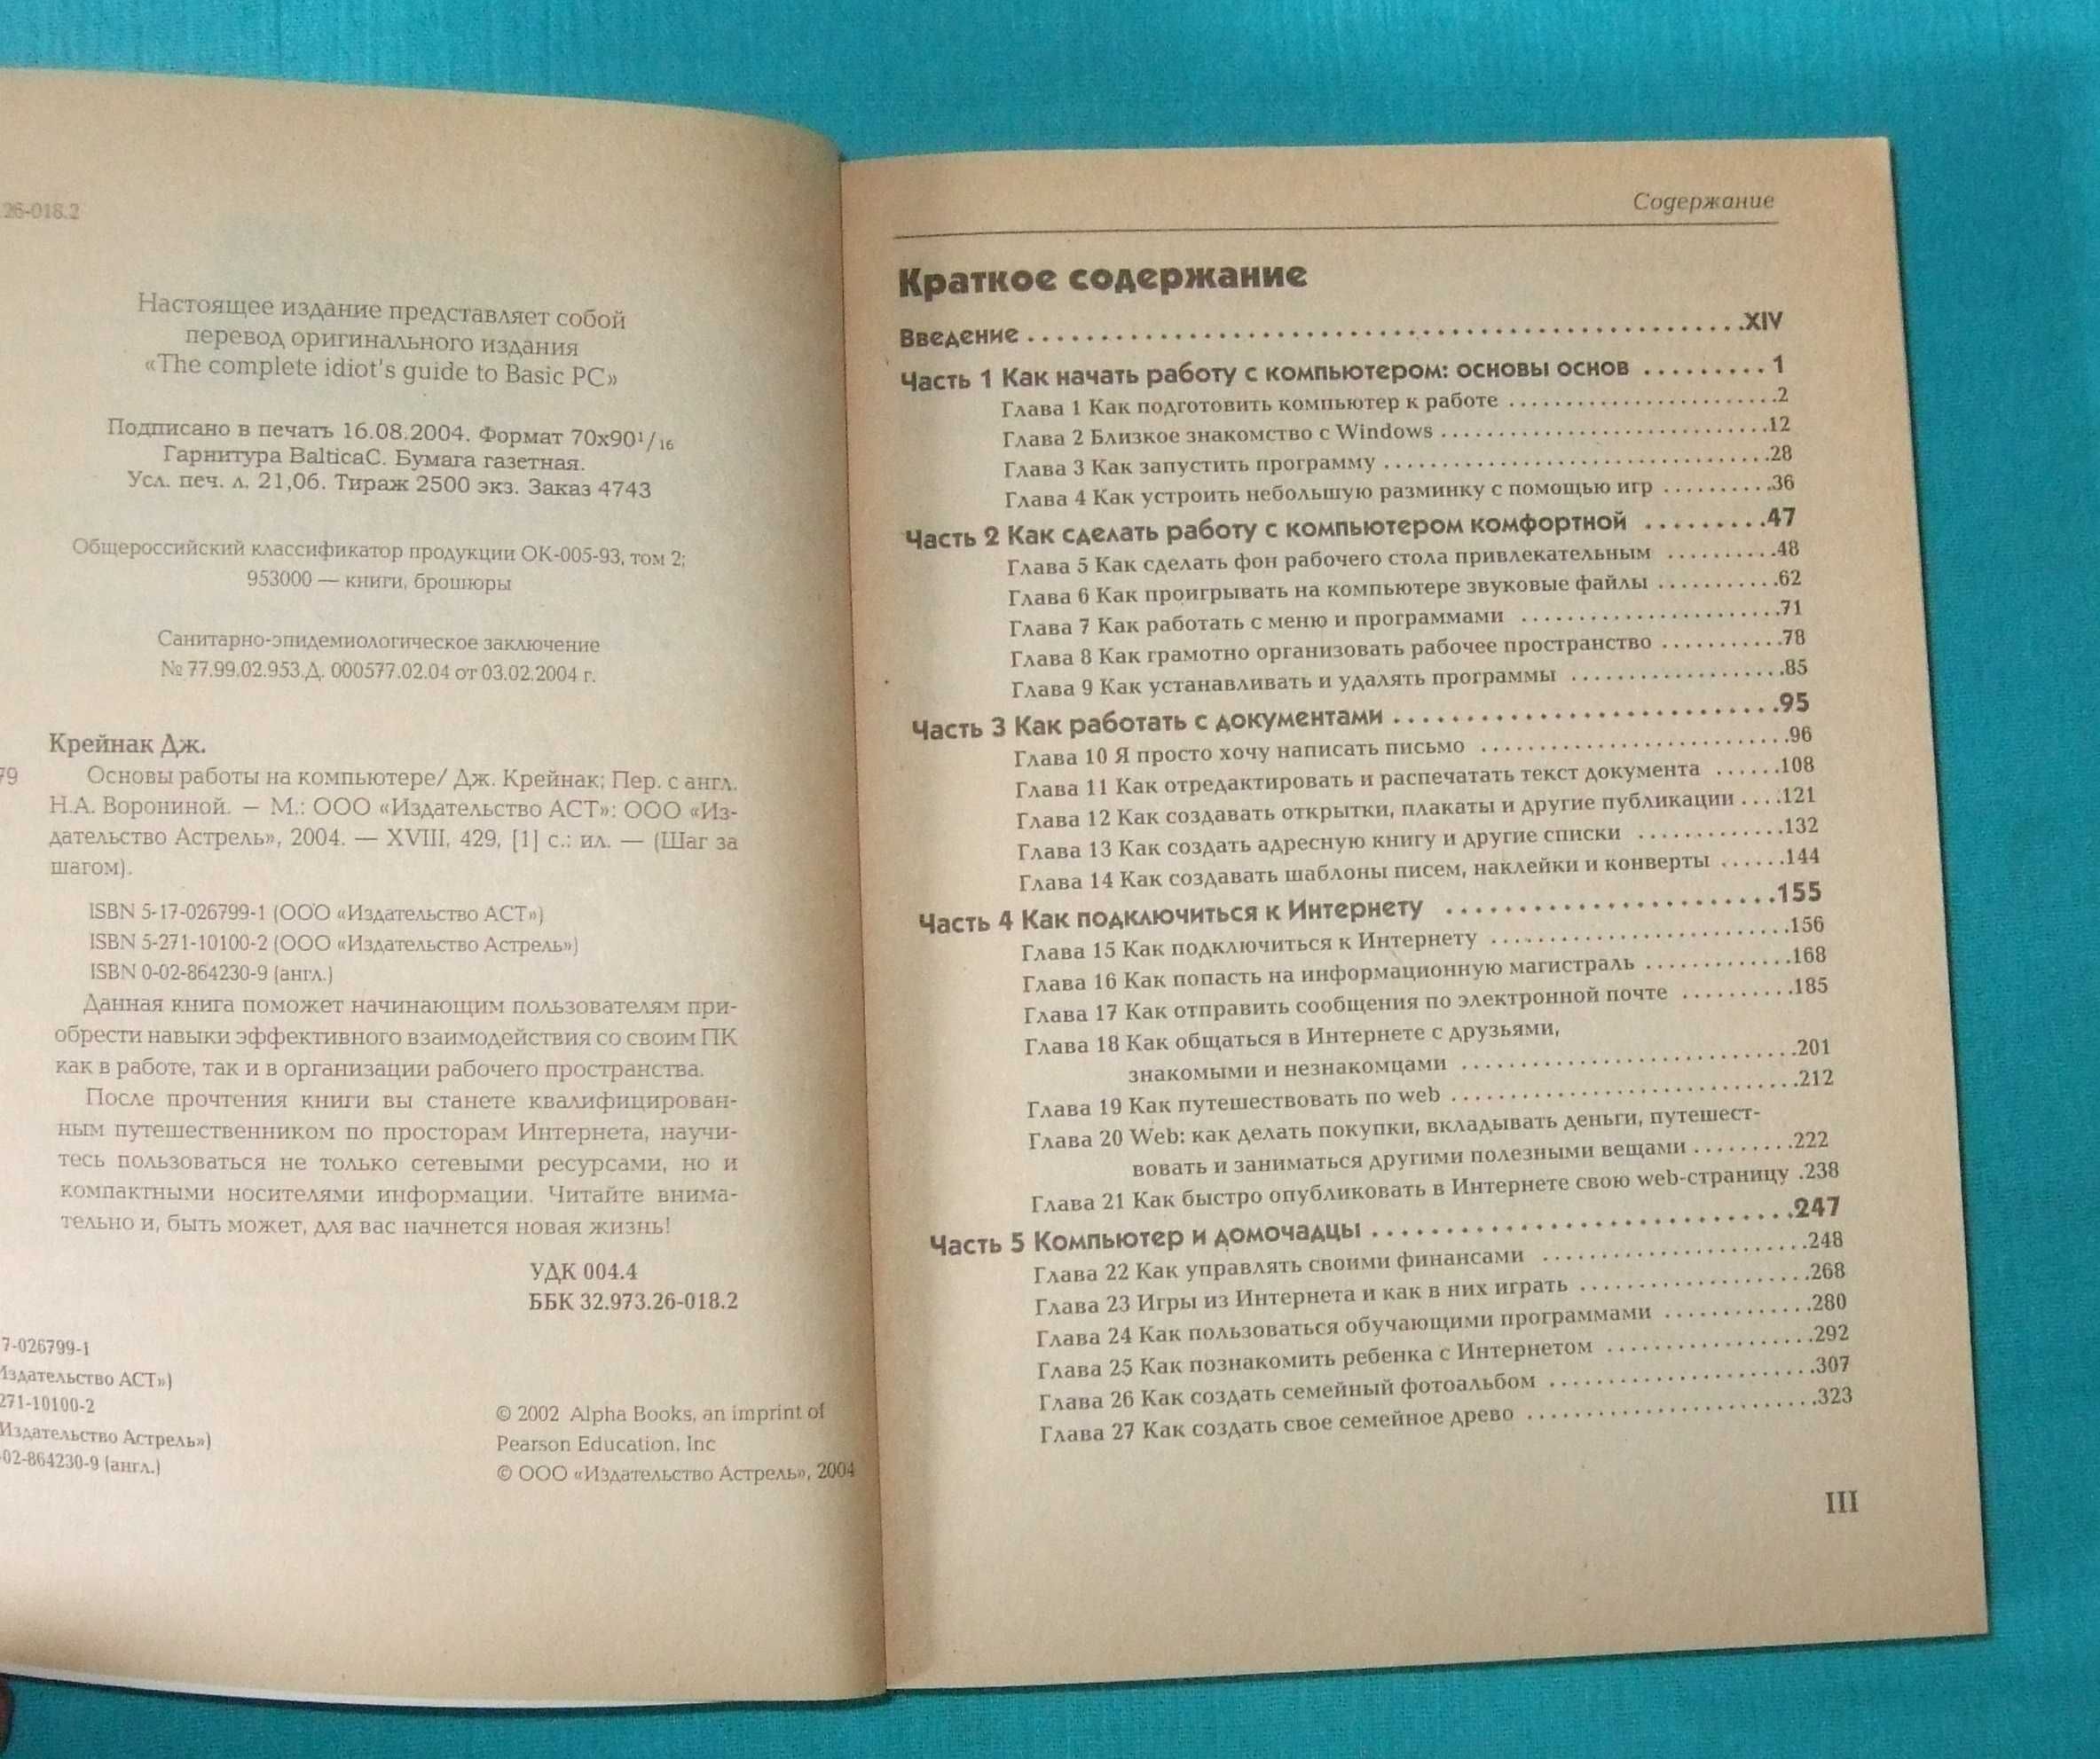 26-018.2
Настоящее издание представляет собой
перевод оригинального издания
«The complete idiot's guide to Basic PC»
Подписано в печать 16.08.2004. Формат 70x90¹/₁₆
Гарнитура BalticaC. Бумага газетная.
Усл. печ. л. 21,06. Тираж 2500 экз. Заказ 4743
Общероссийский классификатор продукции ОК-005-93, том 2;
953000 — книги, брошюры
Санитарно-эпидемиологическое заключение
№ 77.99.02.953.Д. 000577.02.04 от 03.02.2004 г.
Крейнак Дж.
79 Основы работы на компьютере/ Дж. Крейнак; Пер. с англ.
Н.А. Ворониной. — М.: ООО «Издательство АСТ»: ООО «Из-
дательство Астрель», 2004. — XVIII, 429, [1] с.: ил. — (Шаг за
шагом).
ISBN 5-17-026799-1 (ООО «Издательство АСТ»)
ISBN 5-271-10100-2 (ООО «Издательство Астрель»)
ISBN 0-02-864230-9 (англ.)
Данная книга поможет начинающим пользователям при-
обрести навыки эффективного взаимодействия со своим ПК
как в работе, так и в организации рабочего пространства.
После прочтения книги вы станете квалифицирован-
ным путешественником по просторам Интернета, научи-
тесь пользоваться не только сетевыми ресурсами, но и
компактными носителями информации. Читайте внима-
тельно и, быть может, для вас начнется новая жизнь!
УДК 004.4
ББК 32.973.26-018.2
7-026799-1
Издательство АСТ»)
271-10100-2
Издательство Астрель»)
-02-864230-9 (англ.)
© 2002 Alpha Books, an imprint of
Pearson Education, Inc
© ООО «Издательство Астрель», 2004
Содержание
Краткое содержание
Введение . . . . . . . . . . XIV
Часть 1 Как начать работу с компьютером: основы основ . . . . . . . . . 1
Глава 1 Как подготовить компьютер к работе . . . . . . . . . . 2
Глава 2 Близкое знакомство с Windows . . . . . . . . . . 12
Глава 3 Как запустить программу . . . . . . . . . . 28
Глава 4 Как устроить небольшую разминку с помощью игр . . . . . . . . . . 36
Часть 2 Как сделать работу с компьютером комфортной . . . . . . . . . 47
Глава 5 Как сделать фон рабочего стола привлекательным . . . . . . . . . . 48
Глава 6 Как проигрывать на компьютере звуковые файлы . . . . . . . . . . 62
Глава 7 Как работать с меню и программами . . . . . . . . . . 71
Глава 8 Как грамотно организовать рабочее пространство . . . . . . . . . . 78
Глава 9 Как устанавливать и удалять программы . . . . . . . . . . 85
Часть 3 Как работать с документами . . . . . . . . . . 95
Глава 10 Я просто хочу написать письмо . . . . . . . . . . 96
Глава 11 Как отредактировать и распечатать текст документа . . . . . . 108
Глава 12 Как создавать открытки, плакаты и другие публикации . . . . 121
Глава 13 Как создать адресную книгу и другие списки . . . . . . . . . . 132
Глава 14 Как создавать шаблоны писем, наклейки и конверты . . . . . . 144
Часть 4 Как подключиться к Интернету . . . . . . . . . . 155
Глава 15 Как подключиться к Интернету . . . . . . . . . . 156
Глава 16 Как попасть на информационную магистраль . . . . . . . . . . 168
Глава 17 Как отправить сообщения по электронной почте . . . . . . . . . . 185
Глава 18 Как общаться в Интернете с друзьями,
знакомыми и незнакомцами . . . . . . . . . . 201
Глава 19 Как путешествовать по web . . . . . . . . . . 212
Глава 20 Web: как делать покупки, вкладывать деньги, путешест-
вовать и заниматься другими полезными вещами . . . . . . . . . 222
Глава 21 Как быстро опубликовать в Интернете свою web-страницу . 238
Часть 5 Компьютер и домочадцы . . . . . . . . . . 247
Глава 22 Как управлять своими финансами . . . . . . . . . . 248
Глава 23 Игры из Интернета и как в них играть . . . . . . . . . . 268
Глава 24 Как пользоваться обучающими программами . . . . . . . . . . 280
Глава 25 Как познакомить ребенка с Интернетом . . . . . . . . . . 292
Глава 26 Как создать семейный фотоальбом . . . . . . . . . . 307
Глава 27 Как создать свое семейное древо . . . . . . . . . . 323
III